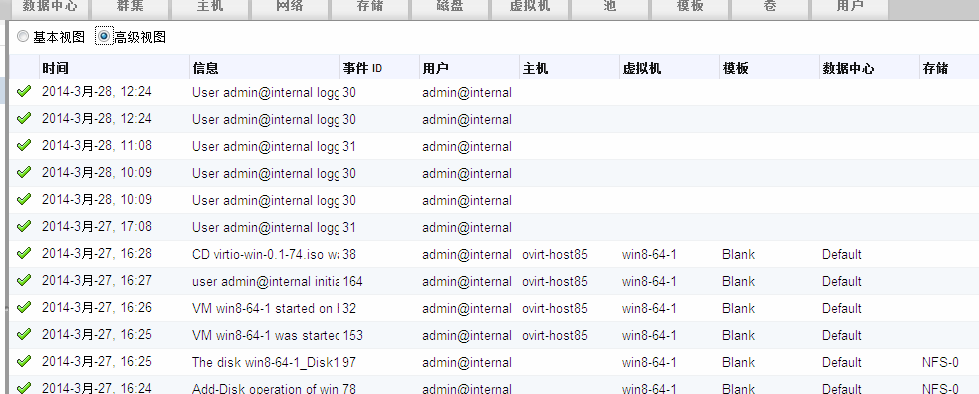 数据中心 群集 主机 网络 存储 磁盘 虚拟机 池 模板 卷 用户
基本视图 高级视图
时间 信息 事件 ID 用户 主机 虚拟机 模板 数据中心 存储
2014-3月-28, 12:24 User admin@internal logg 30 admin@internal
2014-3月-28, 12:24 User admin@internal logg 30 admin@internal
2014-3月-28, 11:08 User admin@internal logg 31 admin@internal
2014-3月-28, 10:09 User admin@internal logg 30 admin@internal
2014-3月-28, 10:09 User admin@internal logg 30 admin@internal
2014-3月-27, 17:08 User admin@internal logg 31 admin@internal
2014-3月-27, 16:28 CD virtio-win-0.1-74.iso wa 38 admin@internal ovirt-host85 win8-64-1 Blank Default
2014-3月-27, 16:27 user admin@internal initia 164 admin@internal ovirt-host85 win8-64-1 Blank Default
2014-3月-27, 16:26 VM win8-64-1 started on 32 admin@internal ovirt-host85 win8-64-1 Blank Default
2014-3月-27, 16:25 VM win8-64-1 was starte 153 admin@internal ovirt-host85 win8-64-1 Blank Default
2014-3月-27, 16:25 The disk win8-64-1_Disk1 97 admin@internal win8-64-1 Blank Default NFS-0
2014-3月-27, 16:24 Add-Disk operation of win 78 admin@internal win8-64-1 Blank Default NFS-0